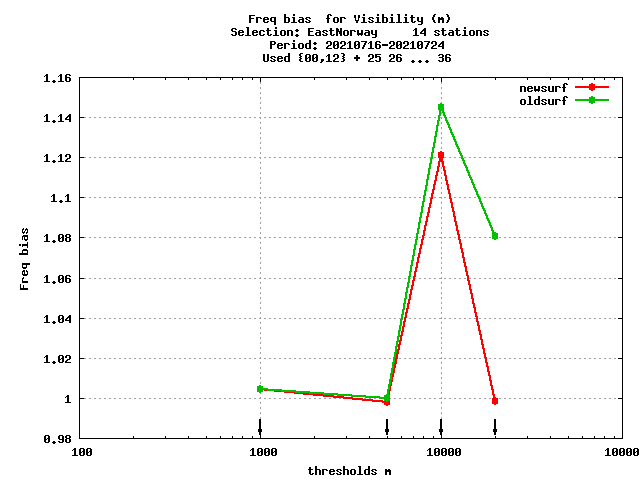 Freq bias  for Visibility (m)
Selection: EastNorway     14 stations
Period: 20210716-20210724
Used {00,12} + 25 26 ... 36
newsurf
oldsurf
1.16
1.14
1.12
1.1
1.08
1.06
1.04
1.02
1
0.98
Freq bias
100
1000
10000
10000
thresholds m